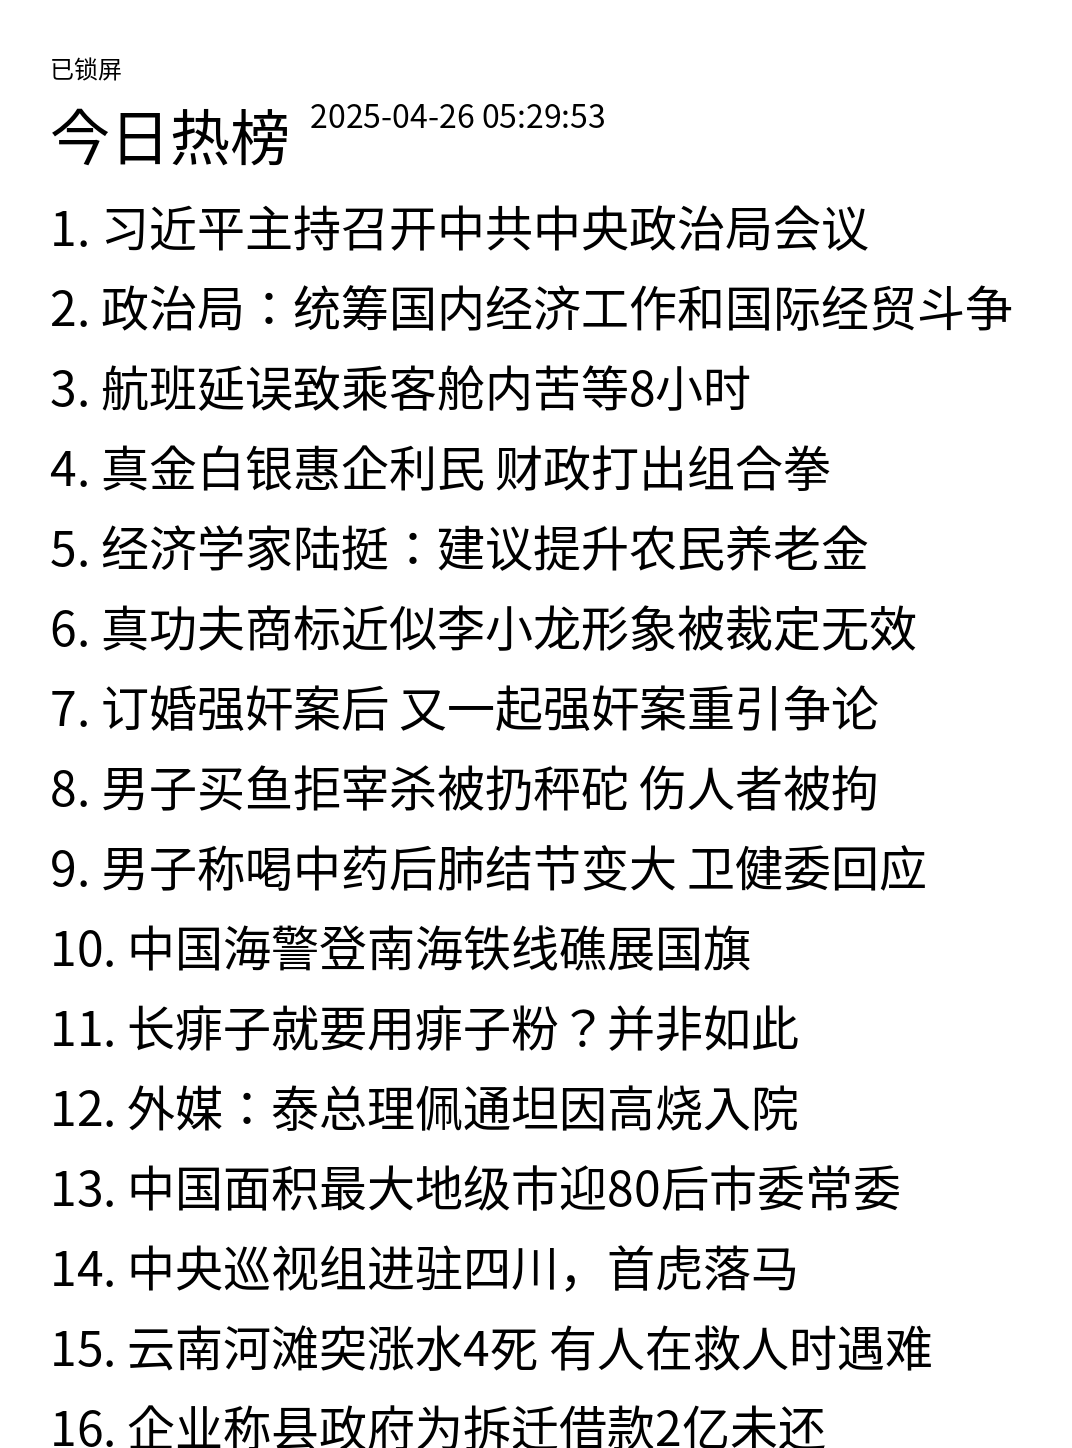 已锁屏
今日热榜 2025-04-26 05:29:53
1. 习近平主持召开中共中央政治局会议
2. 政治局：统筹国内经济工作和国际经贸斗争
3. 航班延误致乘客舱内苦等8小时
4. 真金白银惠企利民 财政打出组合拳
5. 经济学家陆挺：建议提升农民养老金
6. 真功夫商标近似李小龙形象被裁定无效
7. 订婚强奸案后 又一起强奸案重引争论
8. 男子买鱼拒宰杀被扔秤砣 伤人者被拘
9. 男子称喝中药后肺结节变大 卫健委回应
10. 中国海警登南海铁线礁展国旗
11. 长痱子就要用痱子粉？并非如此
12. 外媒：泰总理佩通坦因高烧入院
13. 中国面积最大地级市迎80后市委常委
14. 中央巡视组进驻四川，首虎落马
15. 云南河滩突涨水4死 有人在救人时遇难
16. 企业称县政府为拆迁借款2亿未还